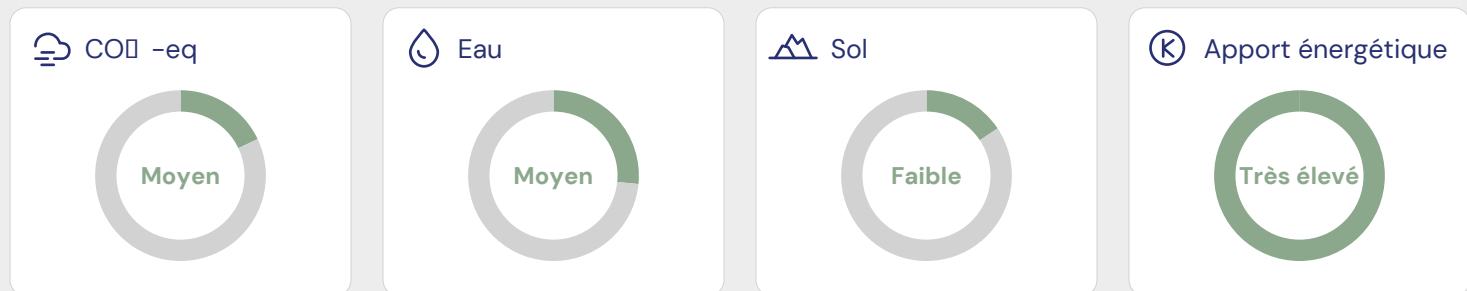 CO▯ -eq
Eau
Sol
Apport énergétique
Moyen
Moyen
Faible
Très élevé